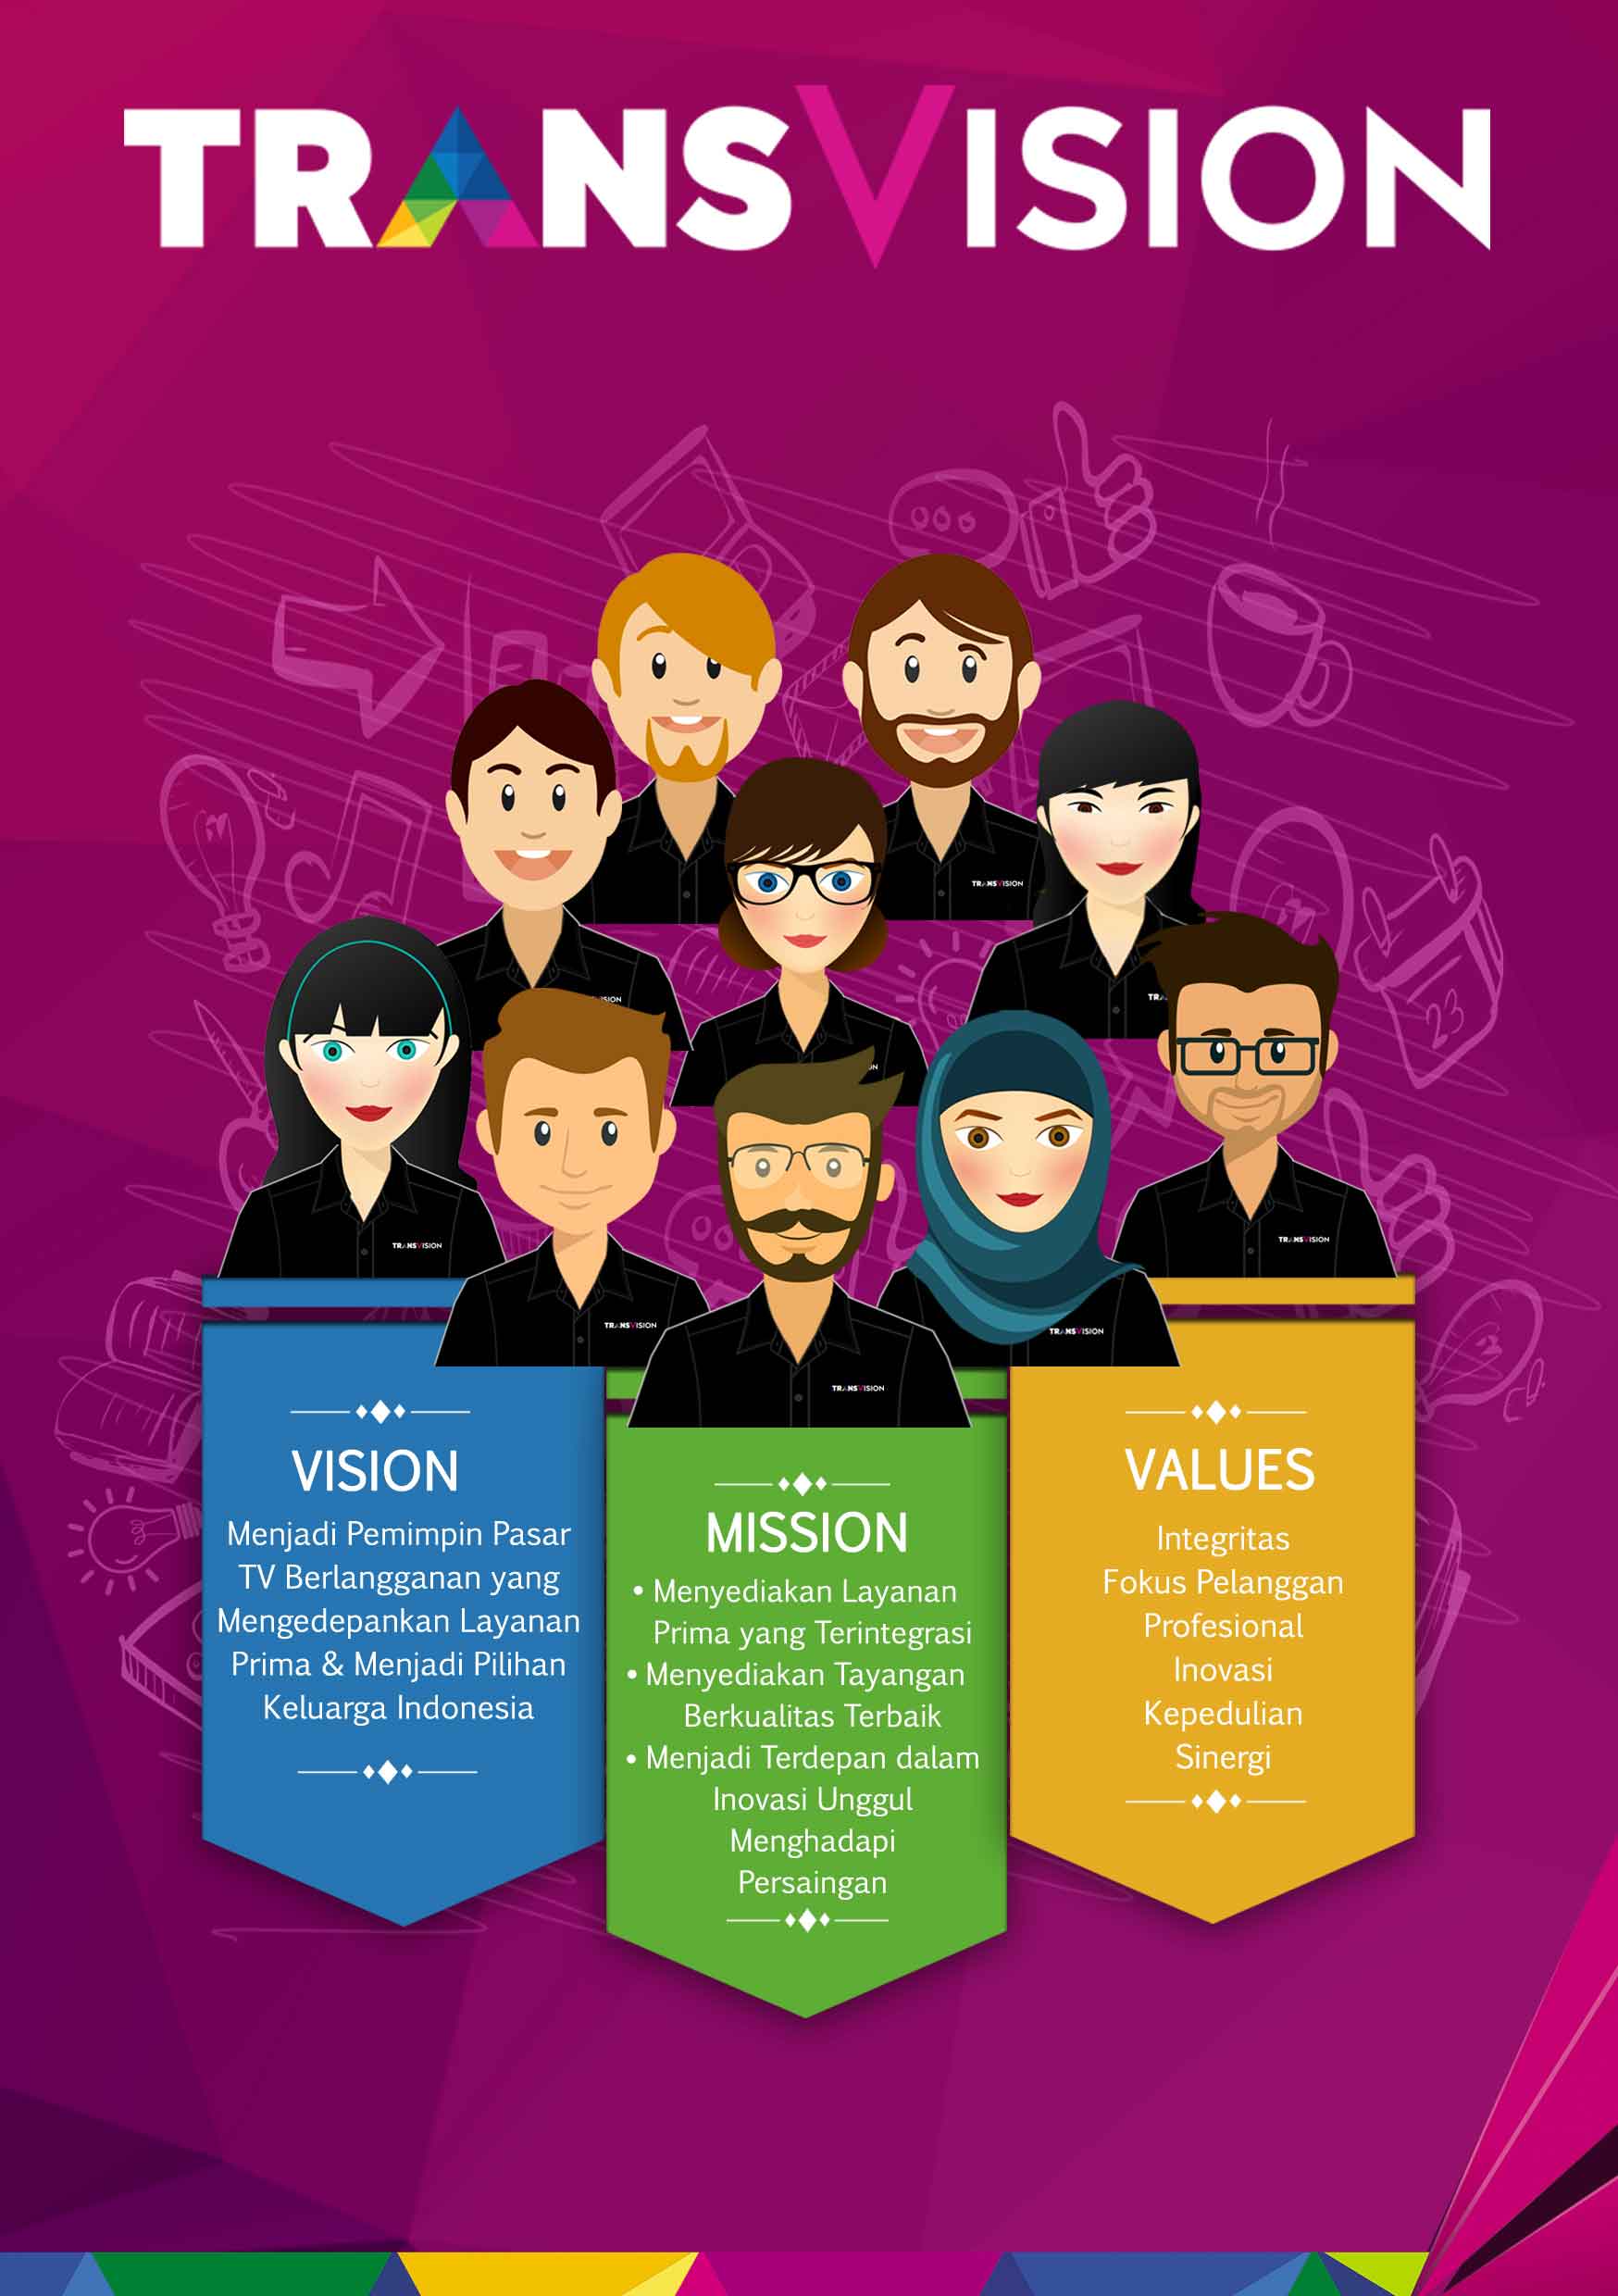 TRANSVISION
TRANSVISION
TRANSVISION
TRANSVISION
TRANSVISION
TRANSVISION
TRANSVISION
VISION
Menjadi Pemimpin Pasar
TV Berlangganan yang
Mengedepankan Layanan
Prima & Menjadi Pilihan
Keluarga Indonesia
MISSION
• Menyediakan Layanan
Prima yang Terintegrasi
• Menyediakan Tayangan
Berkualitas Terbaik
• Menjadi Terdepan dalam
Inovasi Unggul
Menghadapi
Persaingan
VALUES
Integritas
Fokus Pelanggan
Profesional
Inovasi
Kepedulian
Sinergi
23